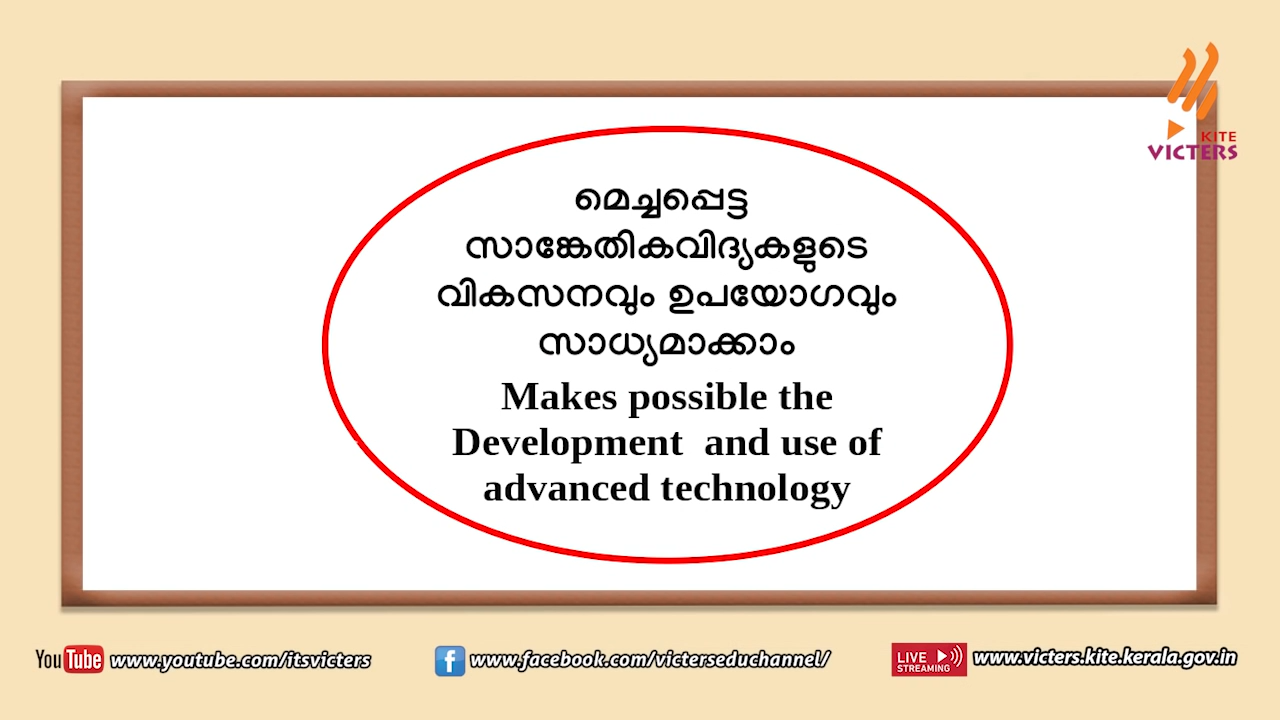 KITE
VICTERS
മെച്ചപ്പെട്ട
സാങ്കേതികവിദ്യകളുടെ
വികസനവും ഉപയോഗവും
സാധ്യമാക്കാം
Makes possible the
Development and use of
advanced technology
YouTube www.youtube.com/itsvicters
f www.facebook.com/victerseduchannel/
LIVE STREAMING www.victers.kite.kerala.gov.in